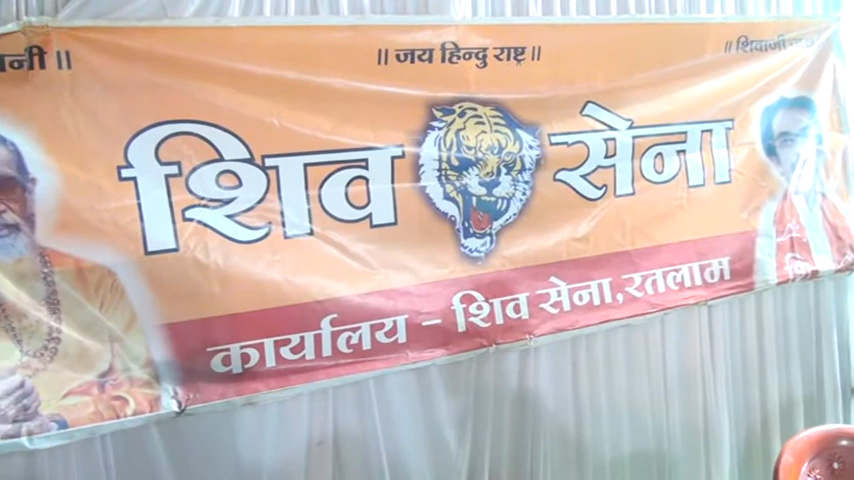 ॥ जय हिन्दु राष्ट्र ॥
शिव सेना
कार्यालय - शिव सेना, रतलाम